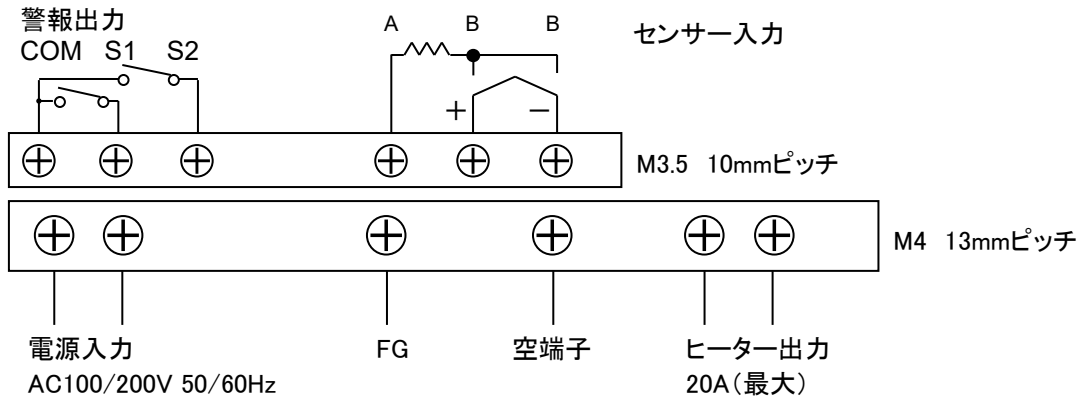 警報出力
COM S1 S2
A B B
センサー入力
+ −
M3.5 10mmピッチ
M4 13mmピッチ
電源入力
AC100/200V 50/60Hz
FG
空端子
ヒーター出力
20A(最大)